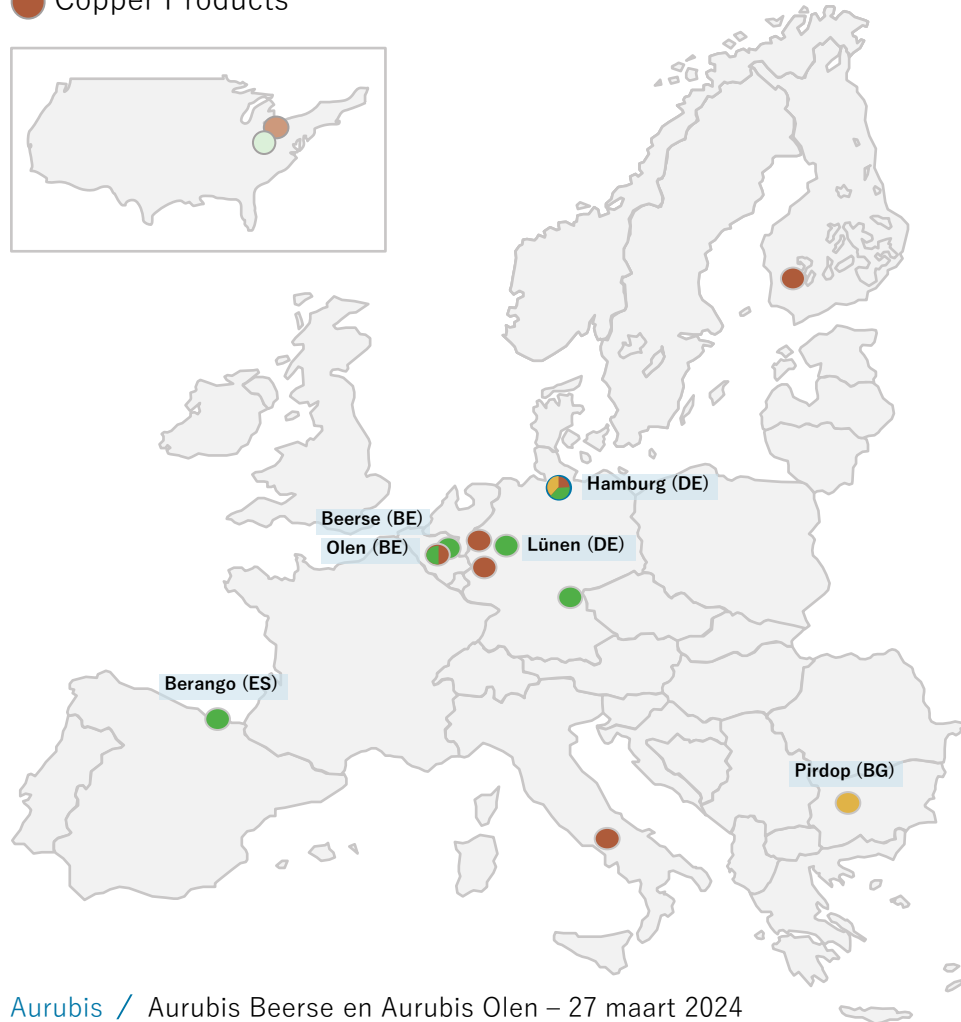 Copper Products
Hamburg (DE)
Beerse (BE)
Olen (BE)
Lünen (DE)
Berango (ES)
Pirdop (BG)
Aurubis / Aurubis Beerse en Aurubis Olen – 27 maart 2024